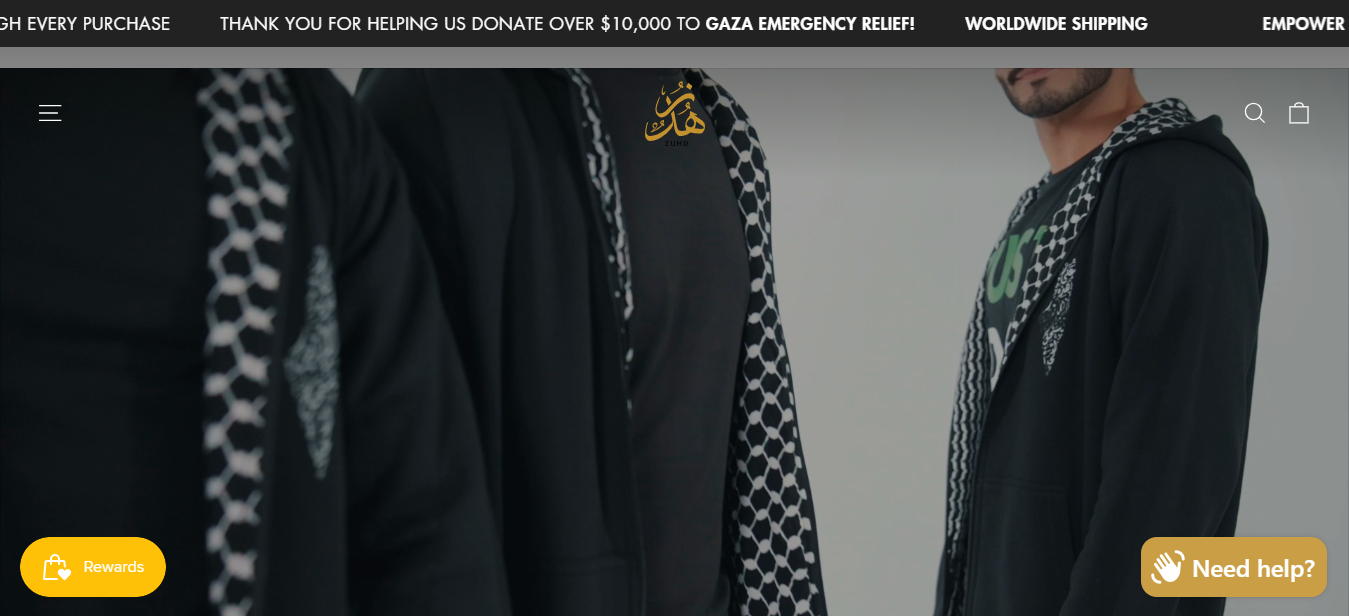 GH EVERY PURCHASE THANK YOU FOR HELPING US DONATE OVER $10,000 TO GAZA EMERGENCY RELIEF! WORLDWIDE SHIPPING EMPOWER
زهد
ZUHD
Rewards
Need help?